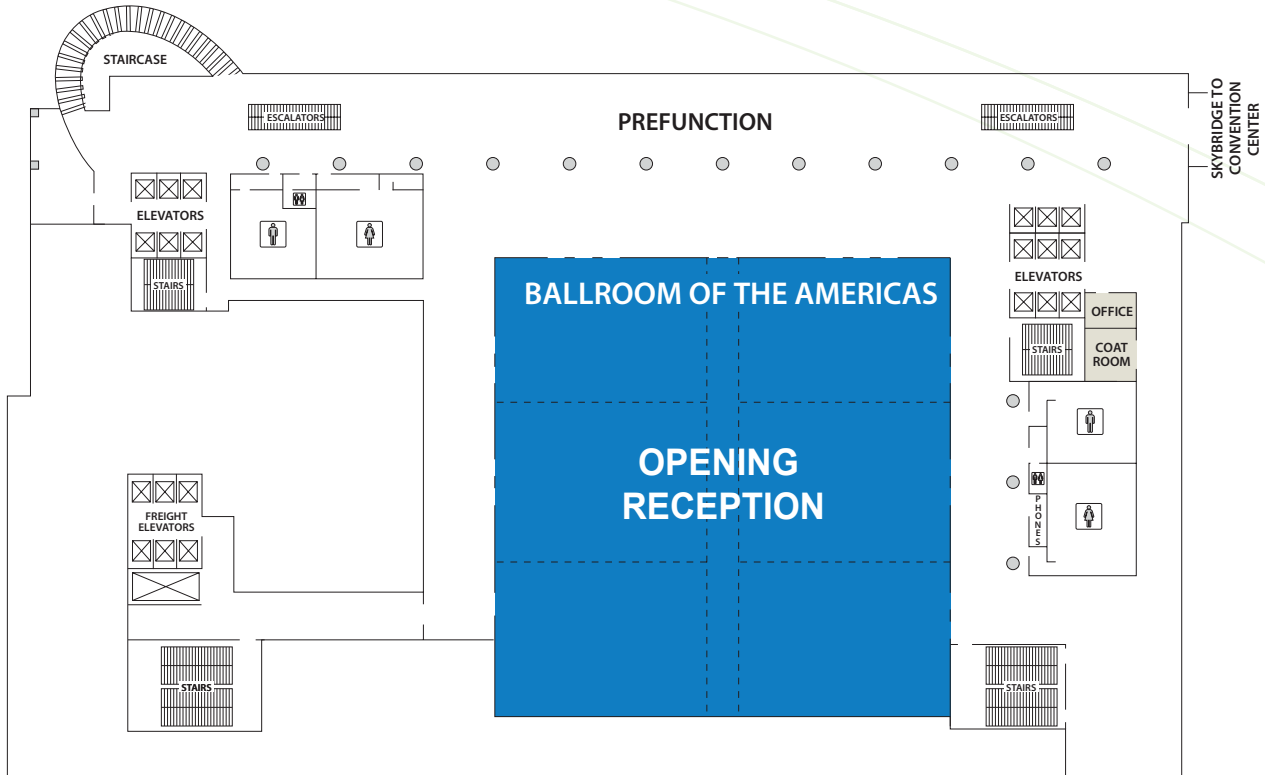 STAIRCASE
ESCALATORS
PREFUNCTION
ESCALATORS
SKYBRIDGE TO
CONVENTION
CENTER
ELEVATORS
STAIRS
BALLROOM OF THE AMERICAS
ELEVATORS
OFFICE
STAIRS
COAT
ROOM
OPENING
RECEPTION
FREIGHT
ELEVATORS
PHONES
STAIRS
STAIRS